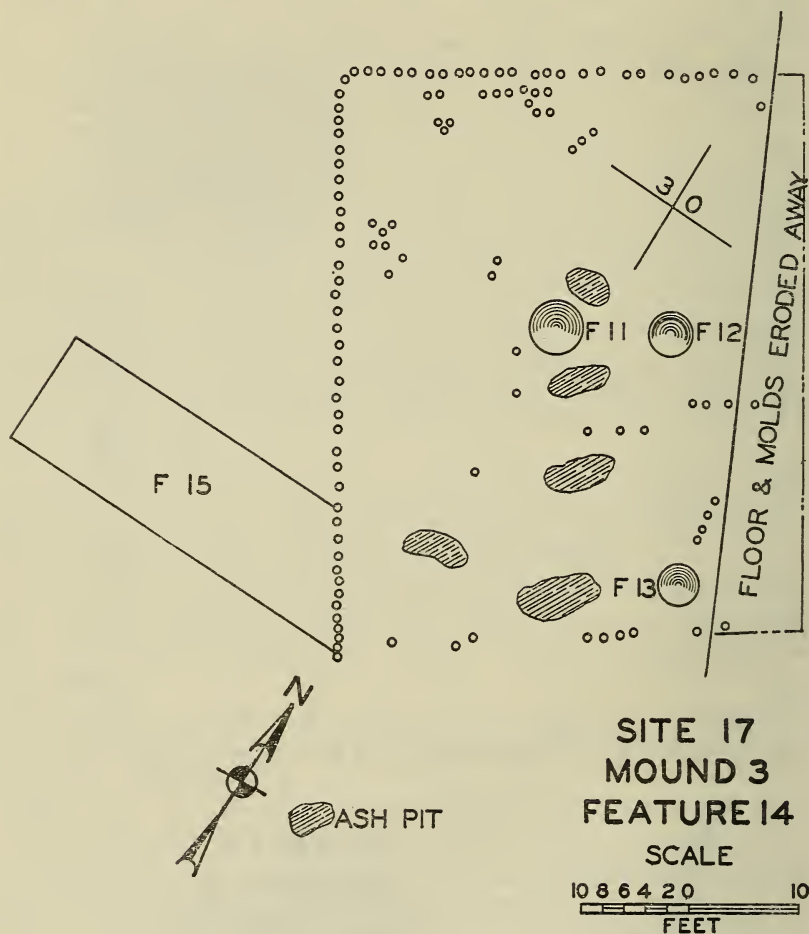 3 0
FLOOR & MOLDS ERODED AWAY
F 11
F 12
F 15
F 13
N
ASH PIT
SITE 17
MOUND 3
FEATURE 14
SCALE
10 8 6 4 2 0 10
FEET